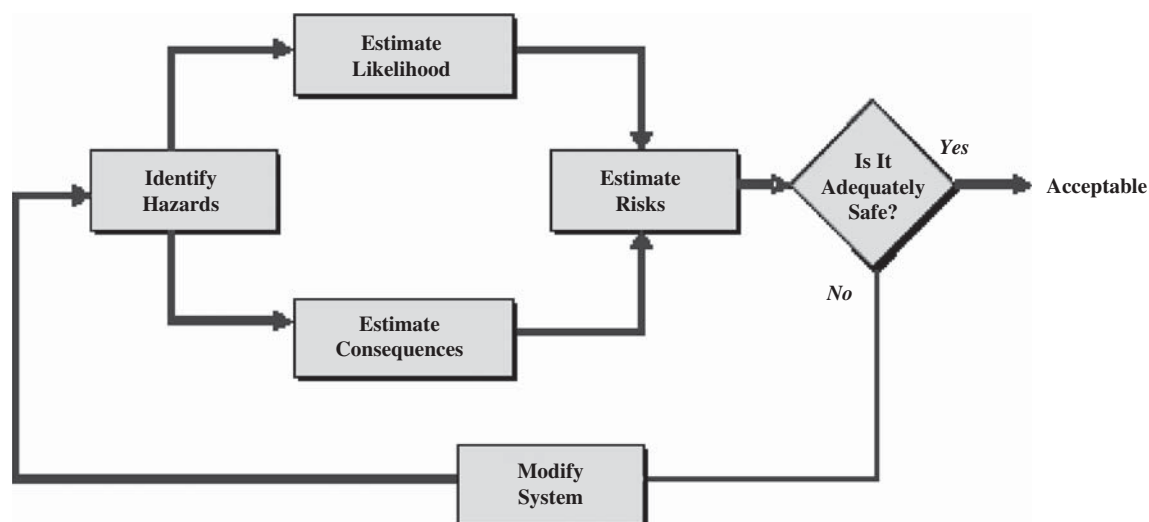 Estimate
Likelihood
Identify
Hazards
Estimate
Risks
Is It
Adequately
Safe?
Yes
Acceptable
Estimate
Consequences
No
Modify
System